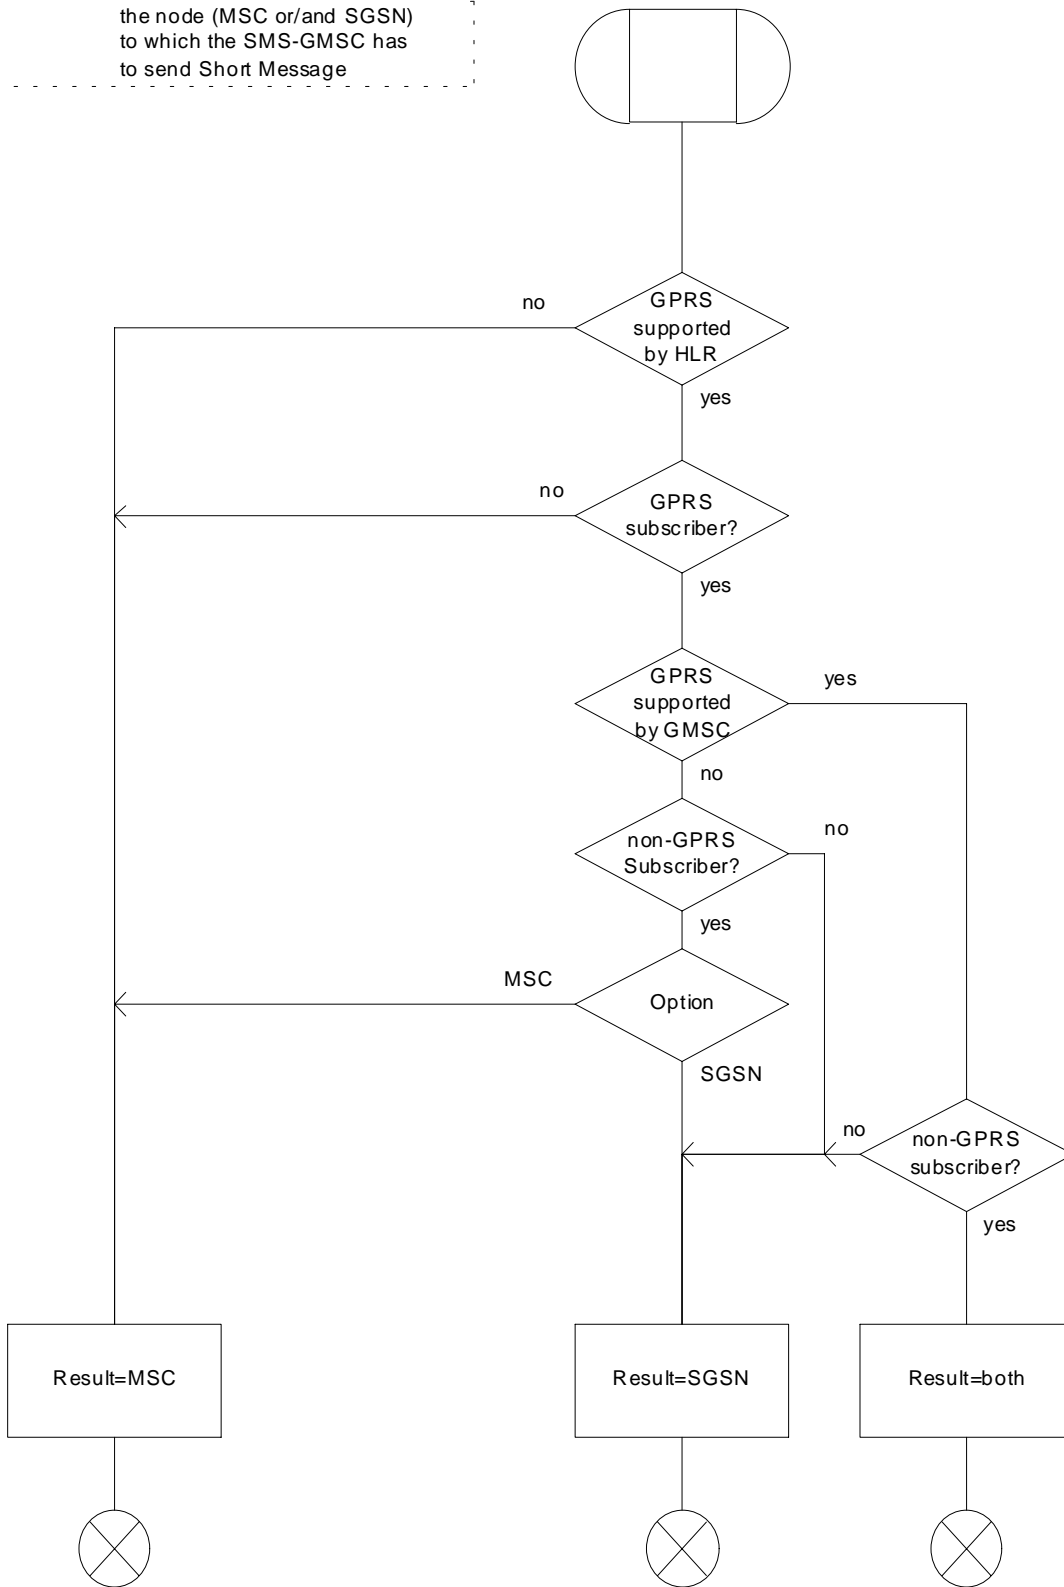 the node (MSC or/and SGSN)
to which the SMS-GMSC has
to send Short Message
no
GPRS
supported
by HLR
yes
no
GPRS
subscriber?
yes
GPRS
supported
by GMSC
yes
no
non-GPRS
Subscriber?
no
yes
MSC
Option
SGSN
no
non-GPRS
subscriber?
yes
Result=MSC
Result=SGSN
Result=both